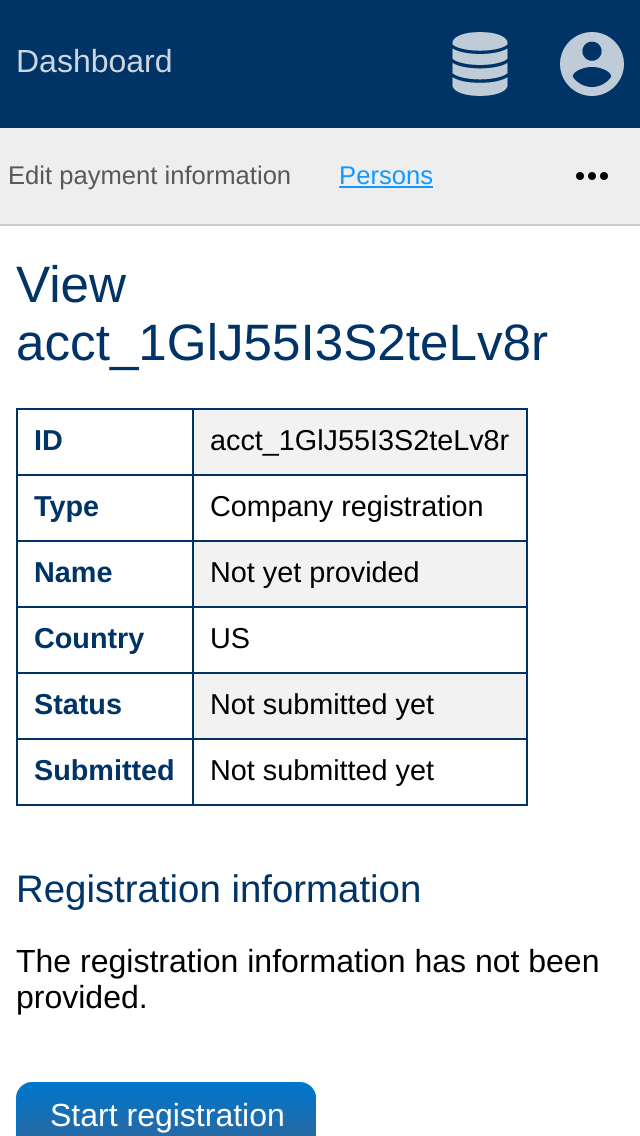 Dashboard
Edit payment information Persons •••
View
acct_1GlJ55I3S2teLv8r
ID acct_1GlJ55I3S2teLv8r
Type Company registration
Name Not yet provided
Country US
Status Not submitted yet
Submitted Not submitted yet
Registration information
The registration information has not been
provided.
Start registration